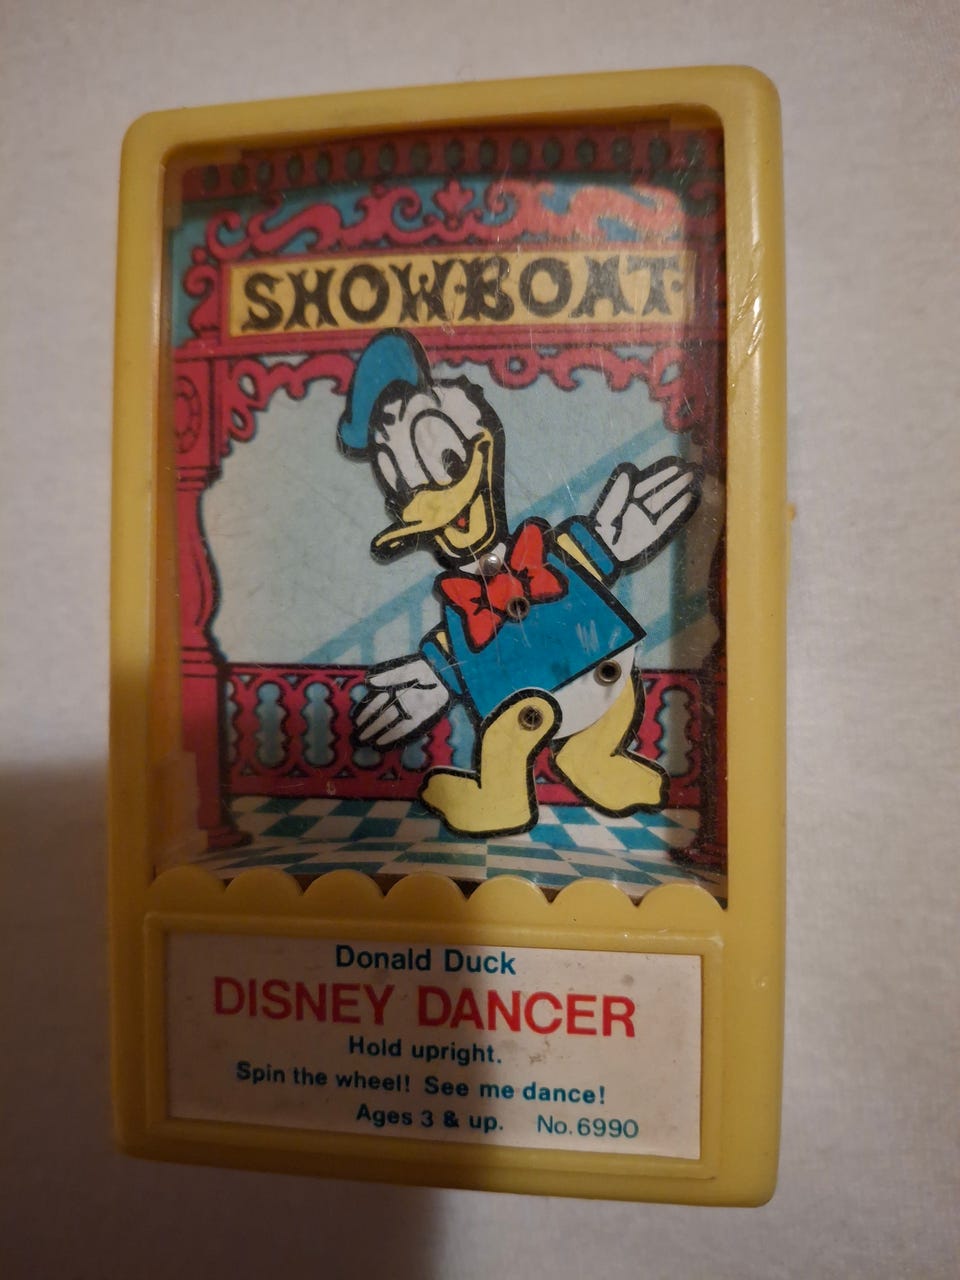 SHOWBOAT
Donald Duck
DISNEY DANCER
Hold upright.
Spin the wheel! See me dance!
Ages 3 & up. No. 6990